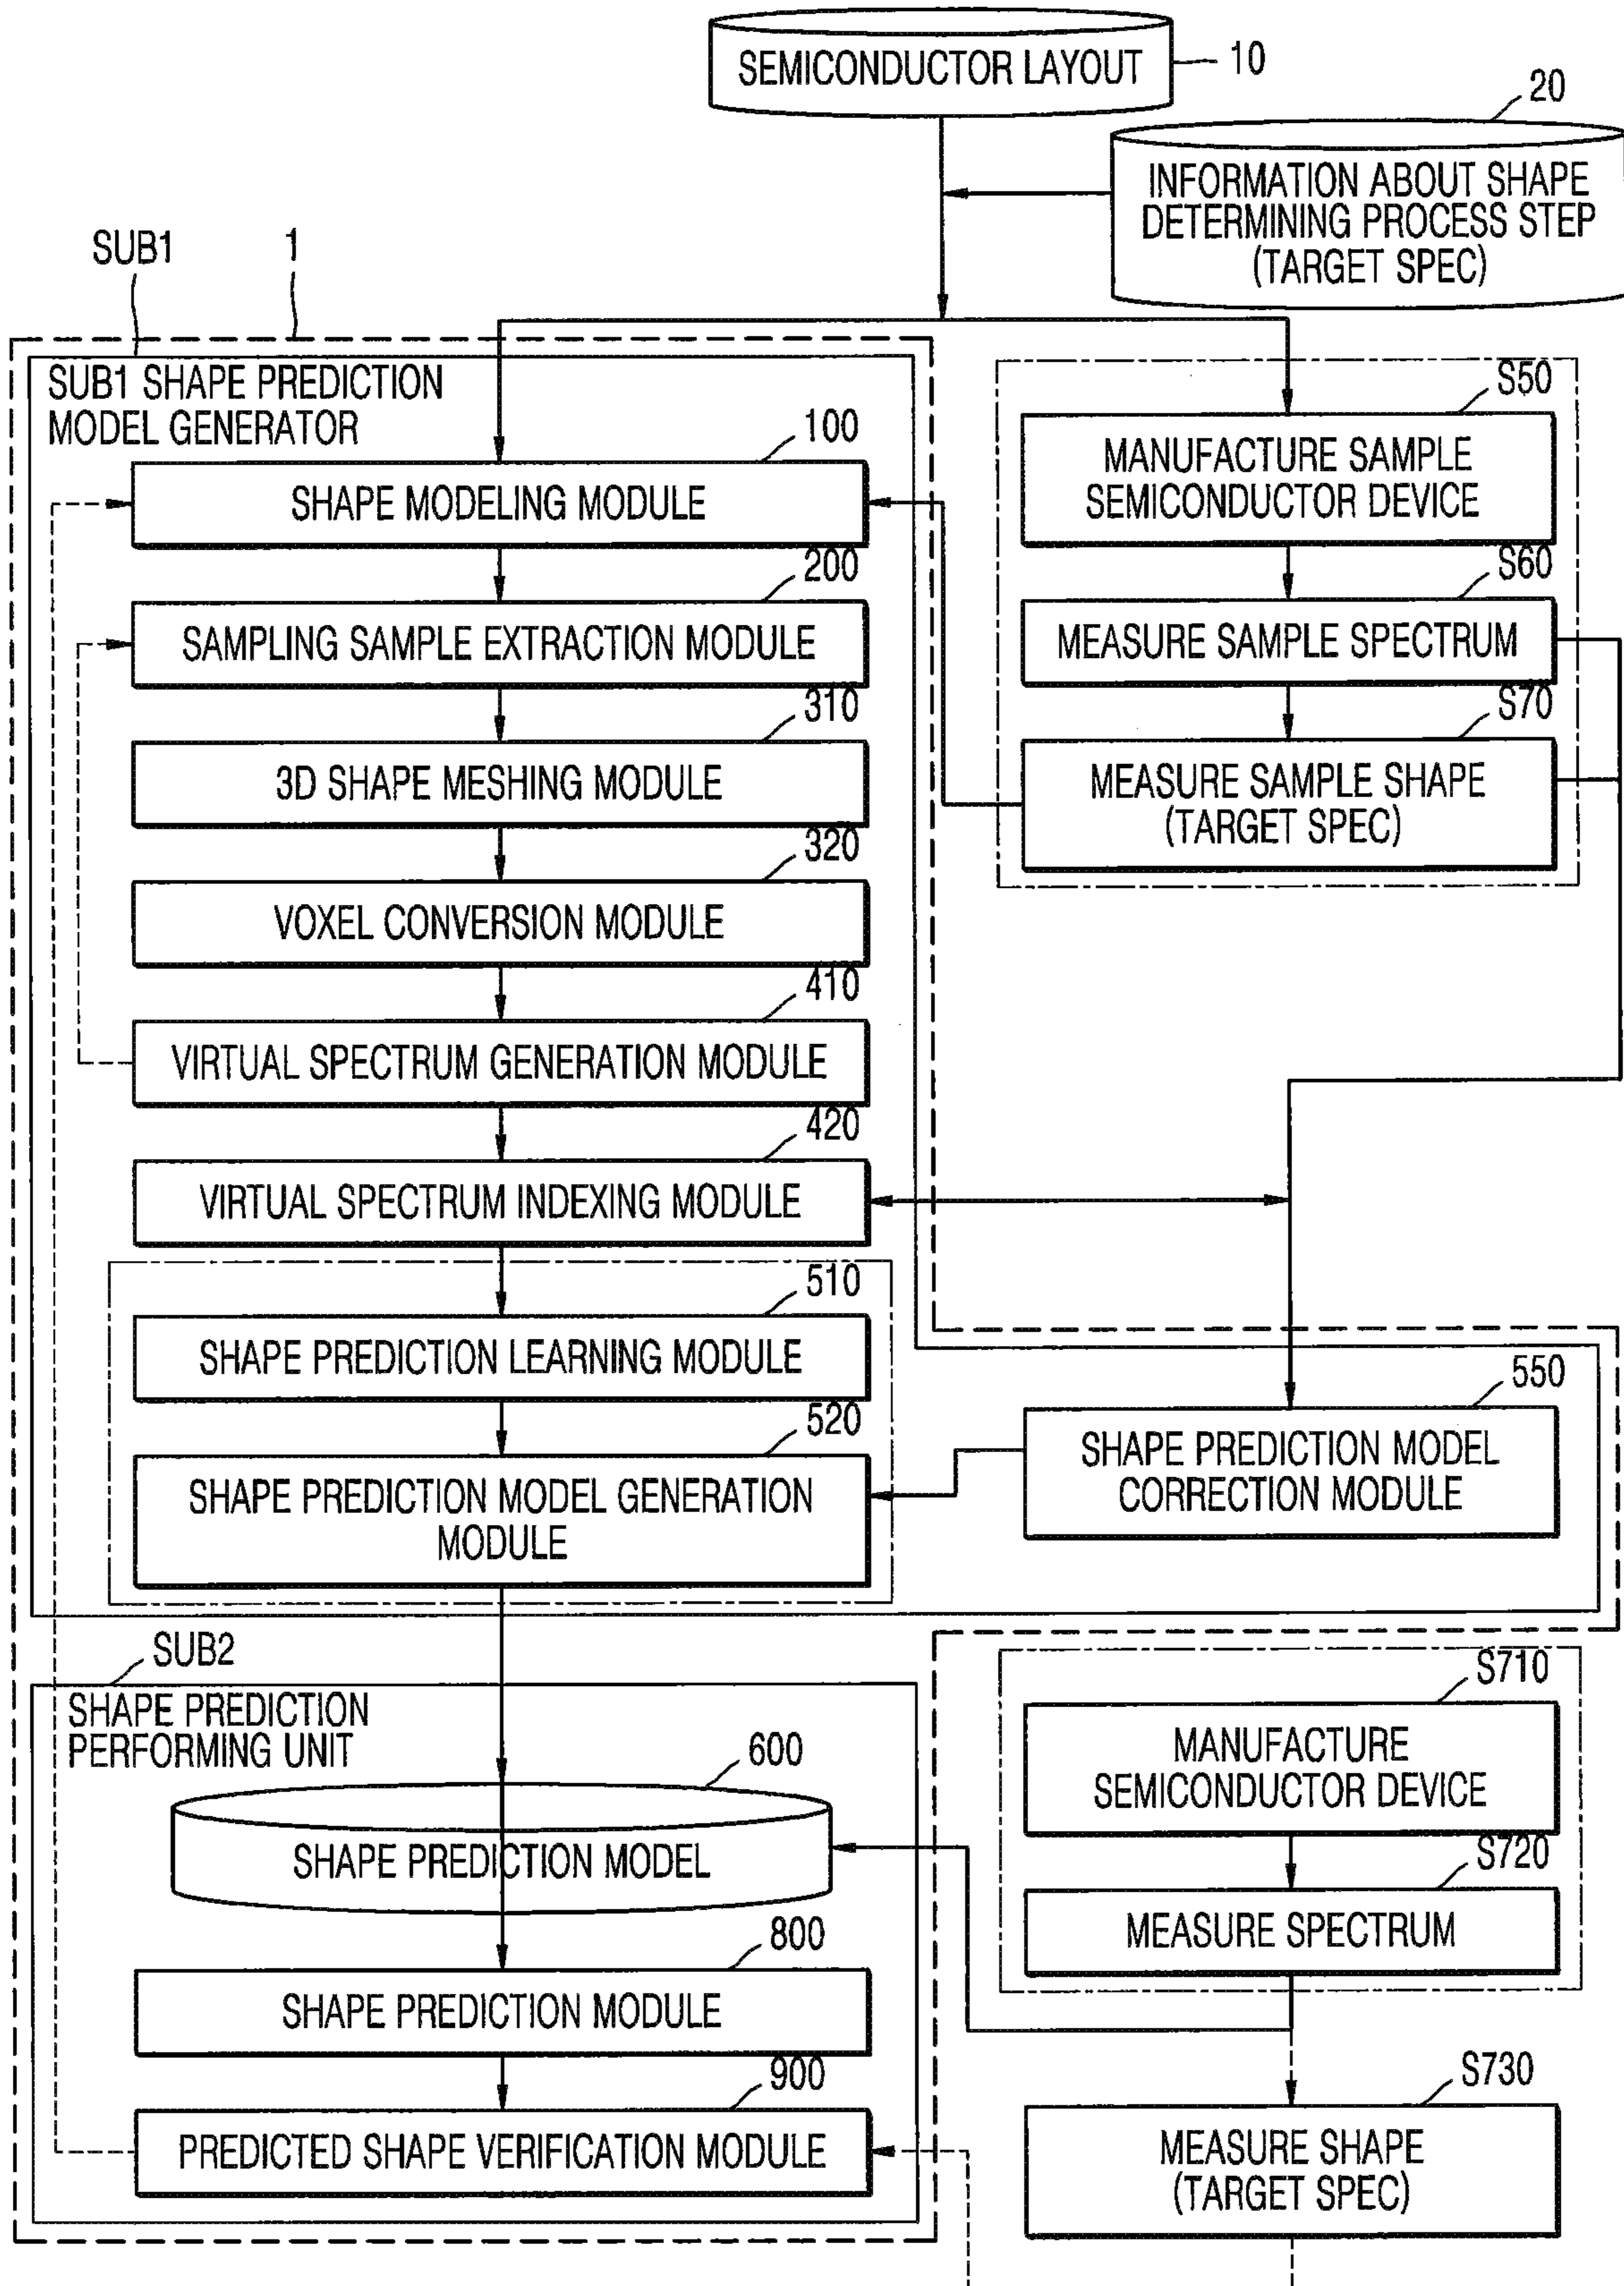 SEMICONDUCTOR LAYOUT
10
20
INFORMATION ABOUT SHAPE
DETERMINING PROCESS STEP
(TARGET SPEC)
SUB1
1
SUB1 SHAPE PREDICTION
MODEL GENERATOR
100
SHAPE MODELING MODULE
200
SAMPLING SAMPLE EXTRACTION MODULE
310
3D SHAPE MESHING MODULE
320
VOXEL CONVERSION MODULE
410
VIRTUAL SPECTRUM GENERATION MODULE
420
VIRTUAL SPECTRUM INDEXING MODULE
510
SHAPE PREDICTION LEARNING MODULE
520
SHAPE PREDICTION MODEL GENERATION
MODULE
S50
MANUFACTURE SAMPLE
SEMICONDUCTOR DEVICE
S60
MEASURE SAMPLE SPECTRUM
S70
MEASURE SAMPLE SHAPE
(TARGET SPEC)
550
SHAPE PREDICTION MODEL
CORRECTION MODULE
SUB2
SHAPE PREDICTION
PERFORMING UNIT
600
SHAPE PREDICTION MODEL
800
SHAPE PREDICTION MODULE
900
PREDICTED SHAPE VERIFICATION MODULE
S710
MANUFACTURE
SEMICONDUCTOR DEVICE
S720
MEASURE SPECTRUM
S730
MEASURE SHAPE
(TARGET SPEC)